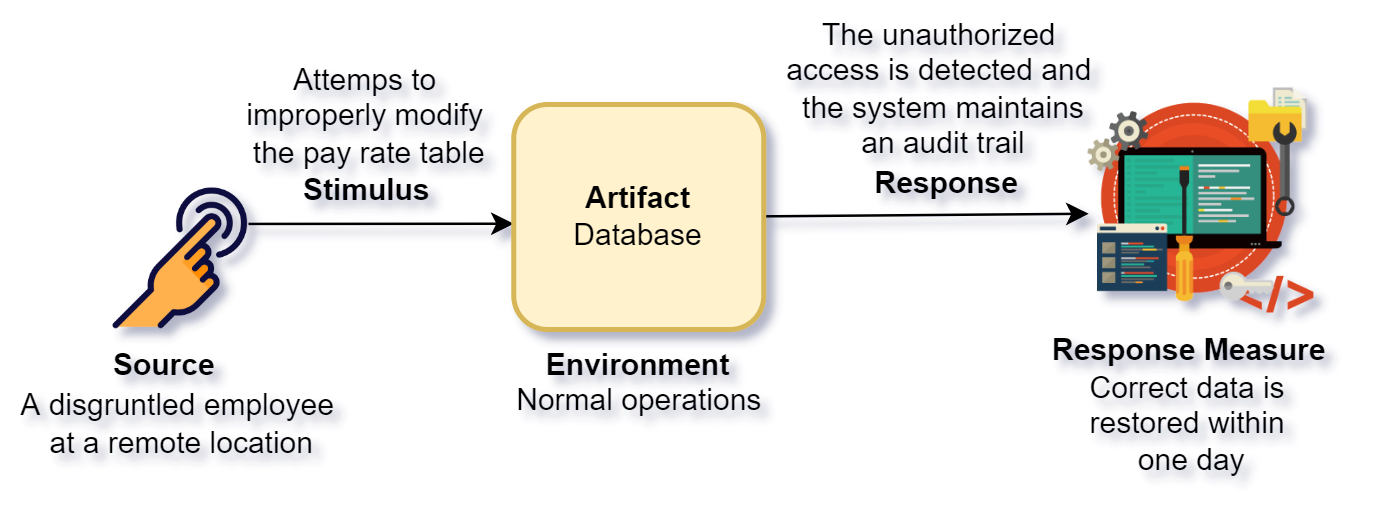 Attemps to
improperly modify
the pay rate table
Stimulus
Source
A disgruntled employee
at a remote location
Artifact
Database
Environment
Normal operations
The unauthorized
access is detected and
the system maintains
an audit trail
Response
</>
Response Measure
Correct data is
restored within
one day